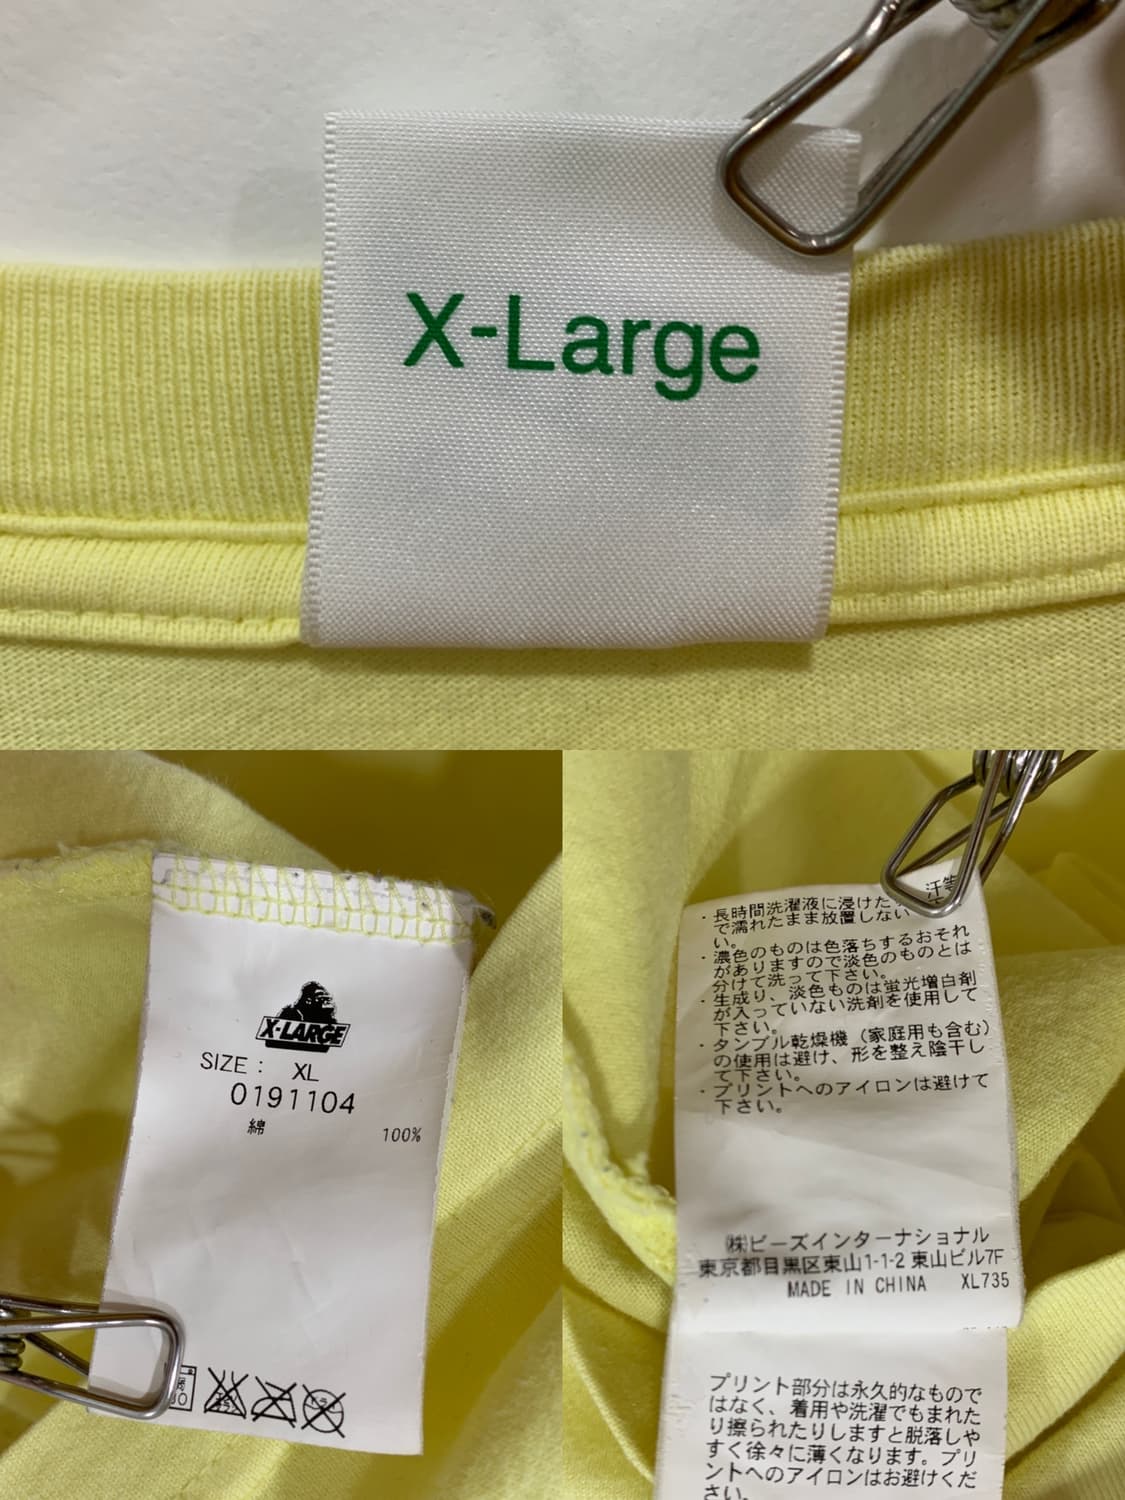 X-Large
X-LARGE
SIZE : XL
0191104
綿 100%
汗等
・長時間洗濯液に浸けた
で濡れたまま放置しない
い。
・濃色のものは色落ちするおそれ
がありますので淡色のものとは
分けて洗って下さい。
・生成り、淡色ものは蛍光増白剤
が入っていない洗剤を使用して
下さい。
・タンブル乾燥機（家庭用も含む）
の使用は避け、形を整え陰干し
て下さい。
・プリントへのアイロンは避けて
下さい。
㈱ビーズインターナショナル
東京都目黒区東山1-1-2 東山ビル7F
MADE IN CHINA XL735
プリント部分は永久的なもので
はなく、着用や洗濯でもまれた
り擦られたりしますと脱落しや
すく徐々に薄くなります。プリ
ントへのアイロンはお避けくだ
さい。